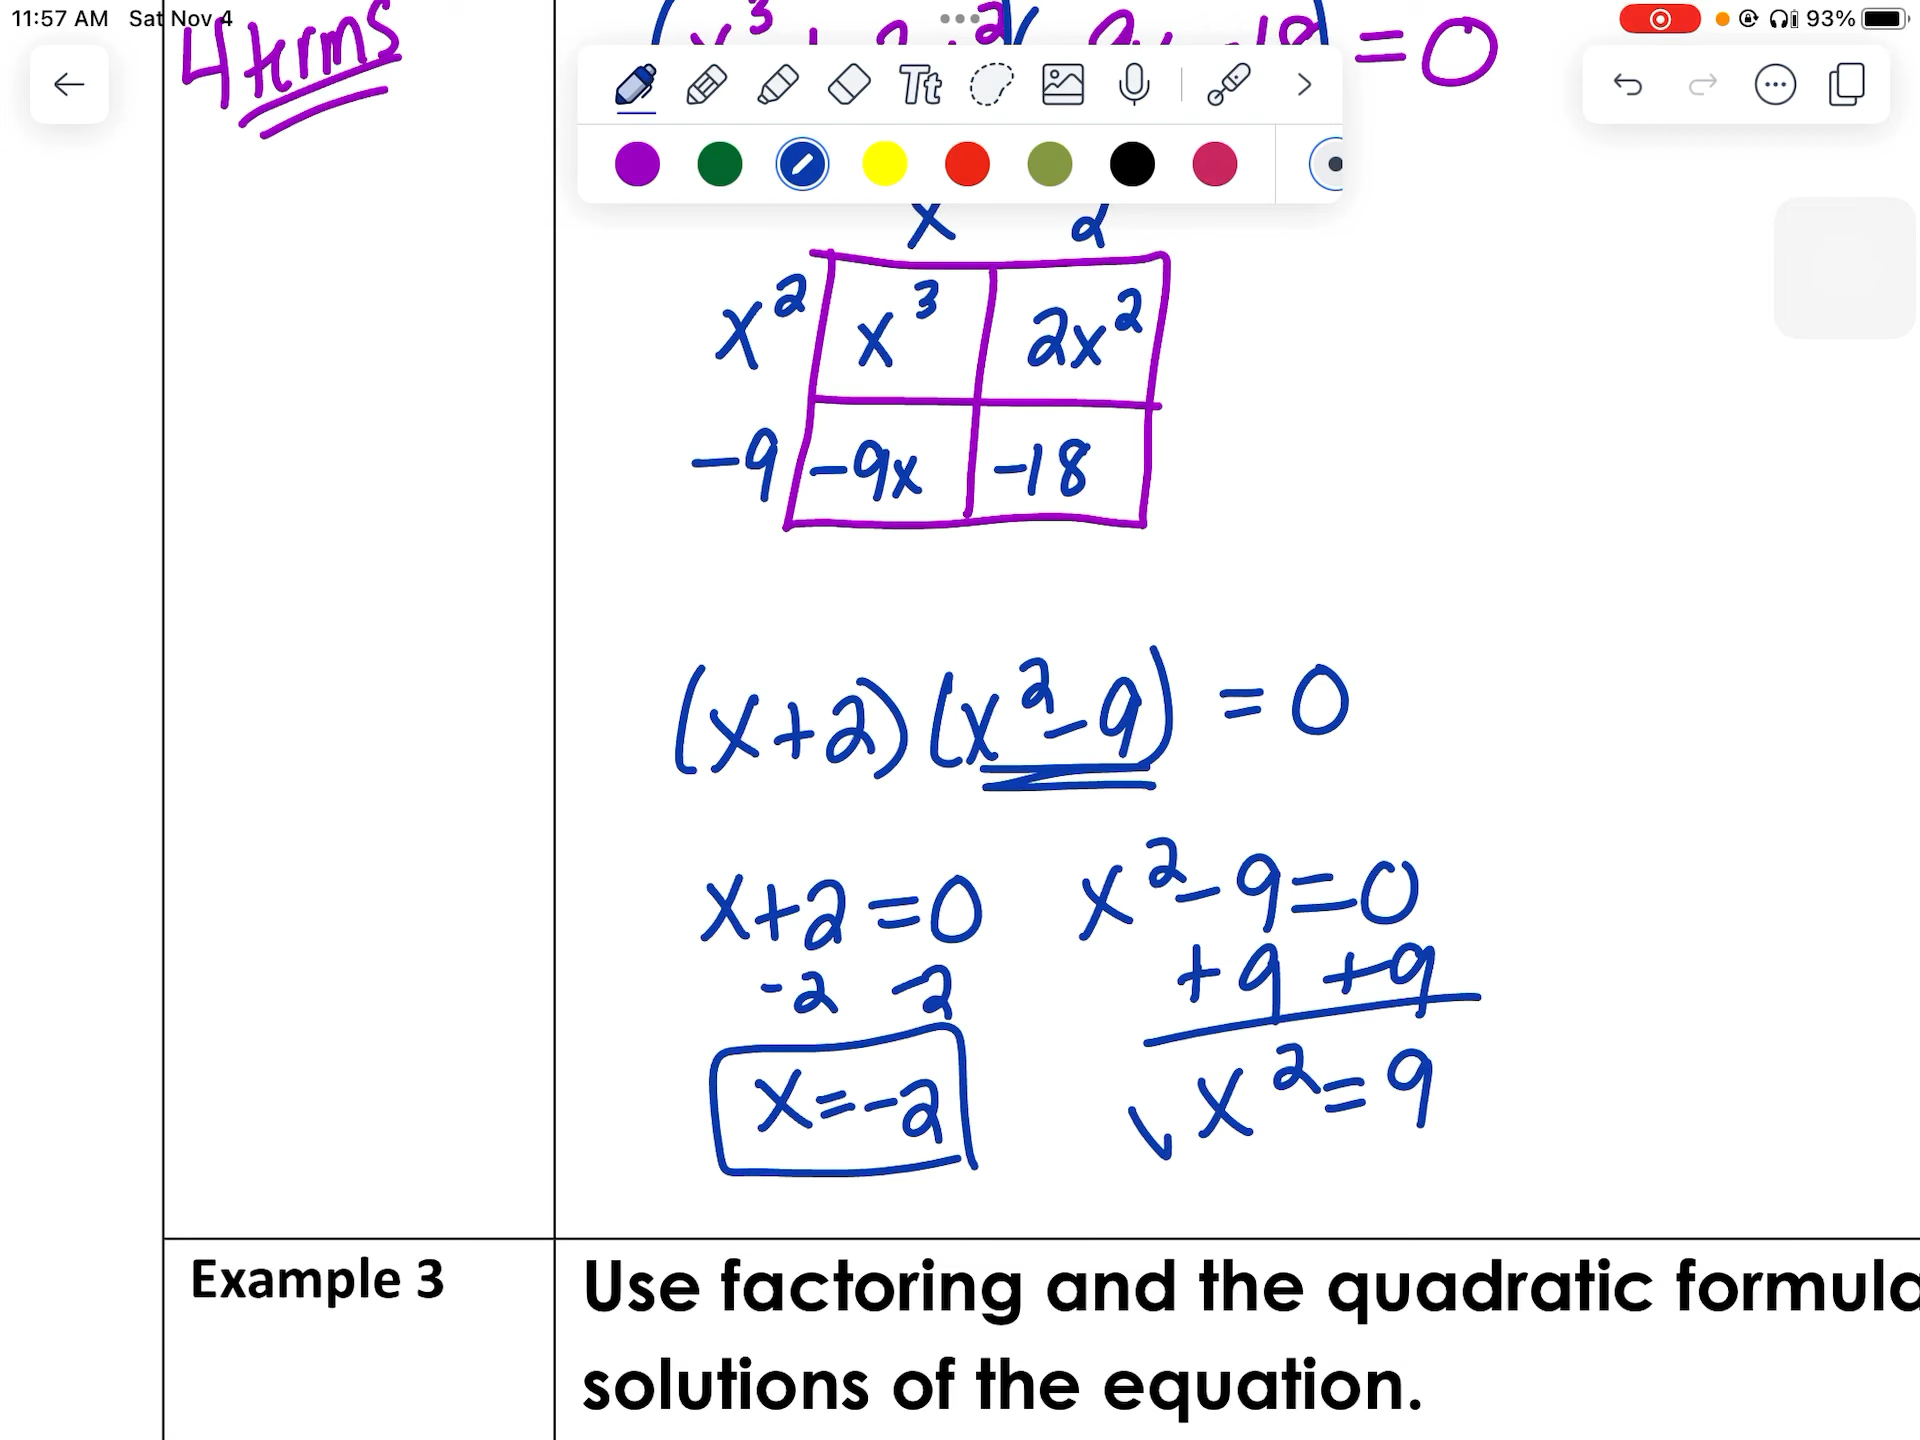 11:57 AM Sat Nov 4
93%
4 terms
= 0
Tt
x 2
x² x³ 2x²
-9 -9x -18
(x+2)(x²-9) = 0
x+2=0 x²-9=0
-2 -2 +9 +9
x=-2 √x²=9
Example 3
Use factoring and the quadratic formula
solutions of the equation.